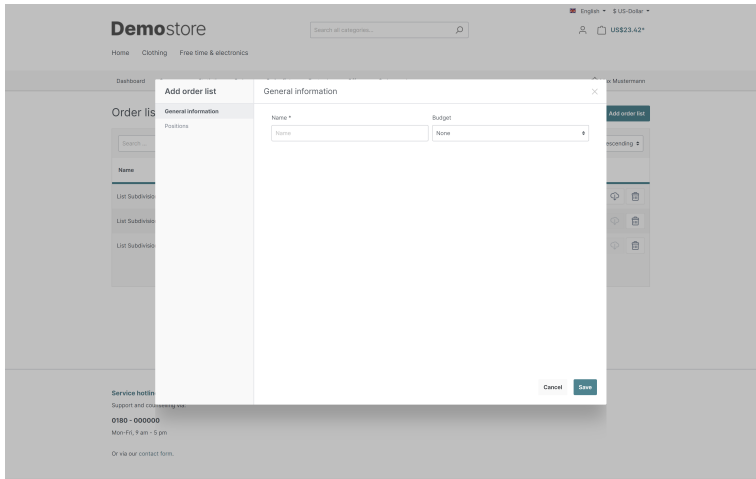 English $ US-Dollar
Demostore
Search all categories...
US$23.42*
Home Clothing Free time & electronics
Dashboard
Mustermann
Add order list
General information
Order lis
General information
Positions
Name *
Budget
Name
None
Add order list
Search...
escending
Name
List Subdivisio
List Subdivisio
List Subdivisio
Cancel
Save
Service hotlin
Support and cou
via:
0180 - 000000
Mon-Fri, 9 am - 5 pm
Or via our contact form.